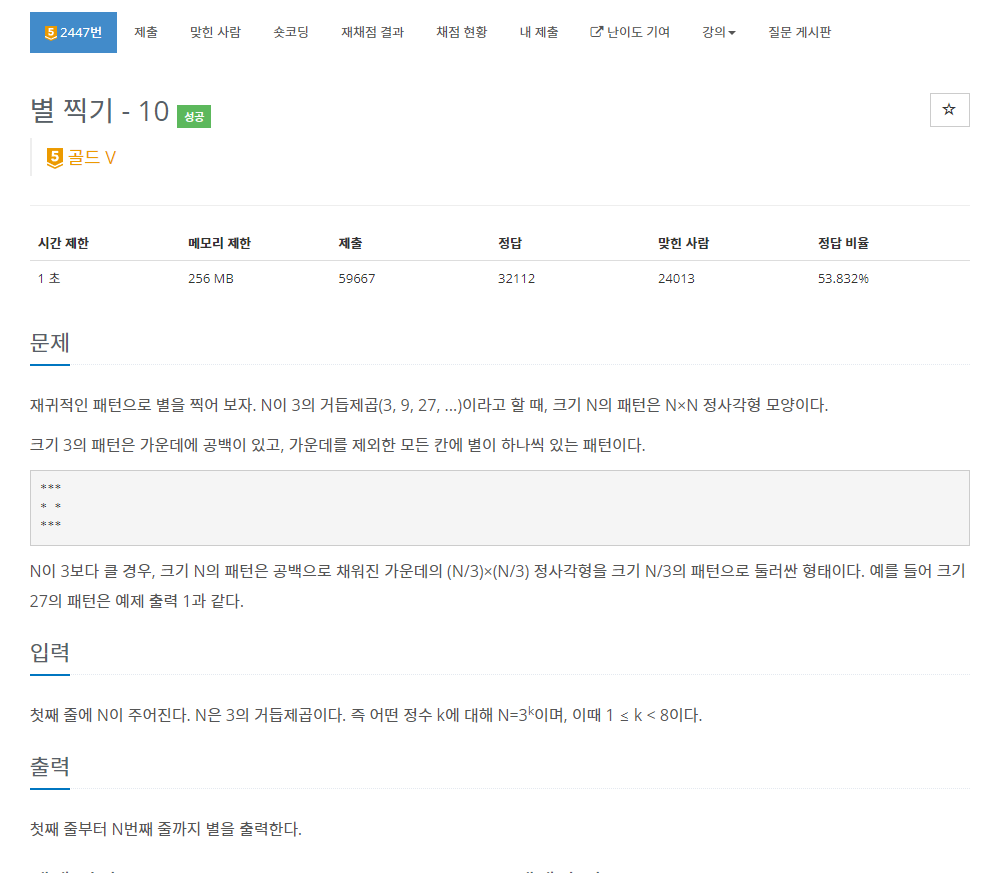 5 2447번 제출 맞힌 사람 숏코딩 재채점 결과 채점 현황 내 제출 난이도 기여 강의 질문 게시판
별 찍기 - 10 성공
5 골드 V
시간 제한 메모리 제한 제출 정답 맞힌 사람 정답 비율
1 초 256 MB 59667 32112 24013 53.832%
문제
재귀적인 패턴으로 별을 찍어 보자. N이 3의 거듭제곱(3, 9, 27, ...)이라고 할 때, 크기 N의 패턴은 N×N 정사각형 모양이다.
크기 3의 패턴은 가운데에 공백이 있고, 가운데를 제외한 모든 칸에 별이 하나씩 있는 패턴이다.
***
* *
***
N이 3보다 클 경우, 크기 N의 패턴은 공백으로 채워진 가운데의 (N/3)×(N/3) 정사각형을 크기 N/3의 패턴으로 둘러싼 형태이다. 예를 들어 크기
27의 패턴은 예제 출력 1과 같다.
입력
첫째 줄에 N이 주어진다. N은 3의 거듭제곱이다. 즉 어떤 정수 k에 대해 N=3ᵏ이며, 이때 1 ≤ k < 8이다.
출력
첫째 줄부터 N번째 줄까지 별을 출력한다.